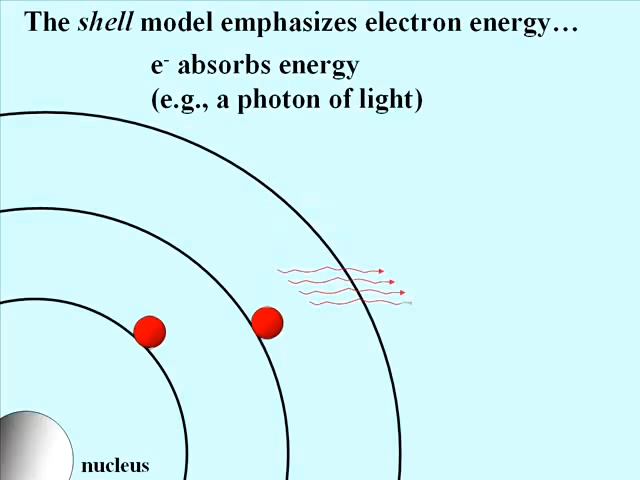 The shell model emphasizes electron energy…
e- absorbs energy
(e.g., a photon of light)
nucleus